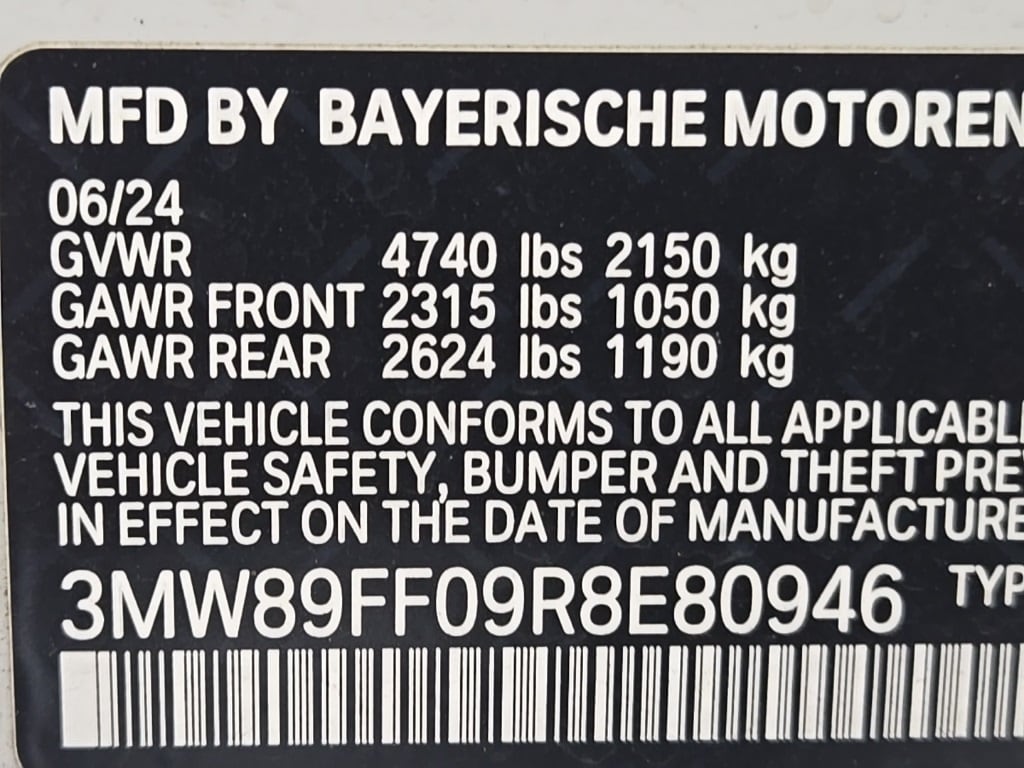 MFD BY BAYERISCHE MOTOREN
06/24
GVWR 4740 lbs 2150 kg
GAWR FRONT 2315 lbs 1050 kg
GAWR REAR 2624 lbs 1190 kg
THIS VEHICLE CONFORMS TO ALL APPLICABL
VEHICLE SAFETY, BUMPER AND THEFT PRE
IN EFFECT ON THE DATE OF MANUFACTURE
3MW89FF09R8E80946 TYP